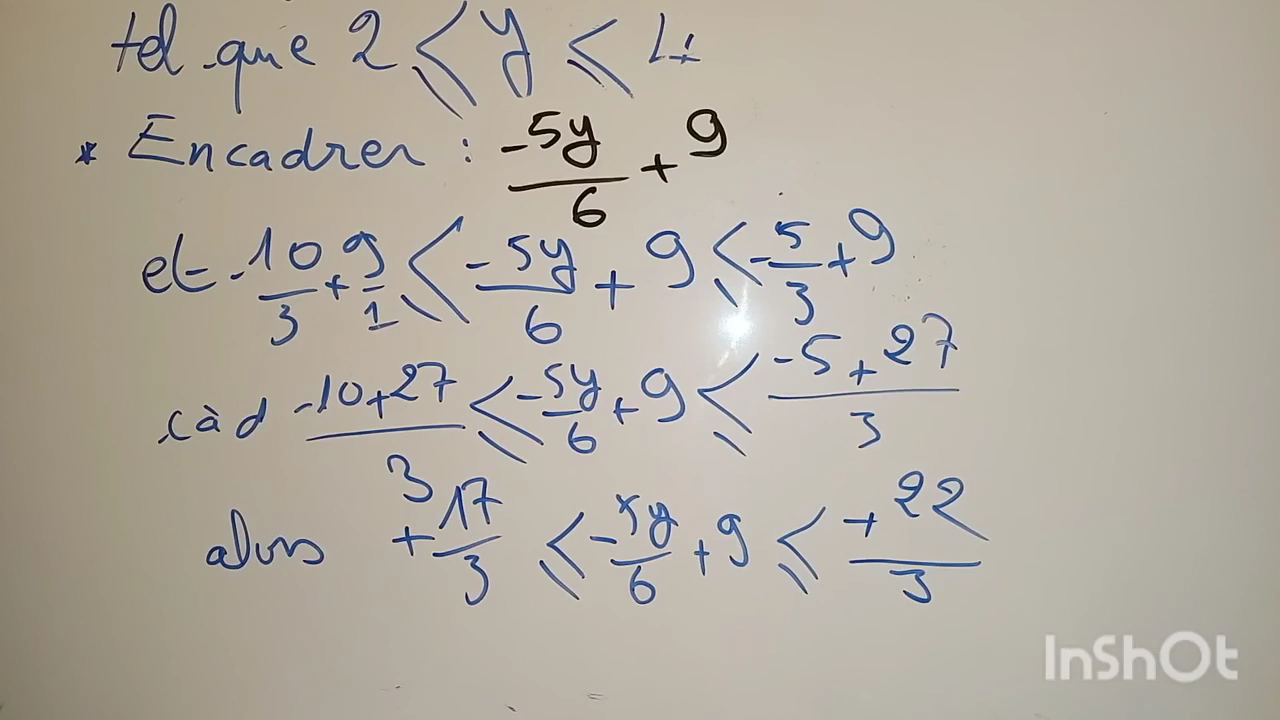 tel que 2 ≤ y ≤ 4
* Encadrer : -5y/6 + 9
et -10/3 + 9/1 ≤ -5y/6 + 9 ≤ -5/3 + 9
càd -10+27/3 ≤ -5y/6 + 9 ≤ -5+27/3
alors +17/3 ≤ -5y/6 + 9 ≤ +22/3
InShOt